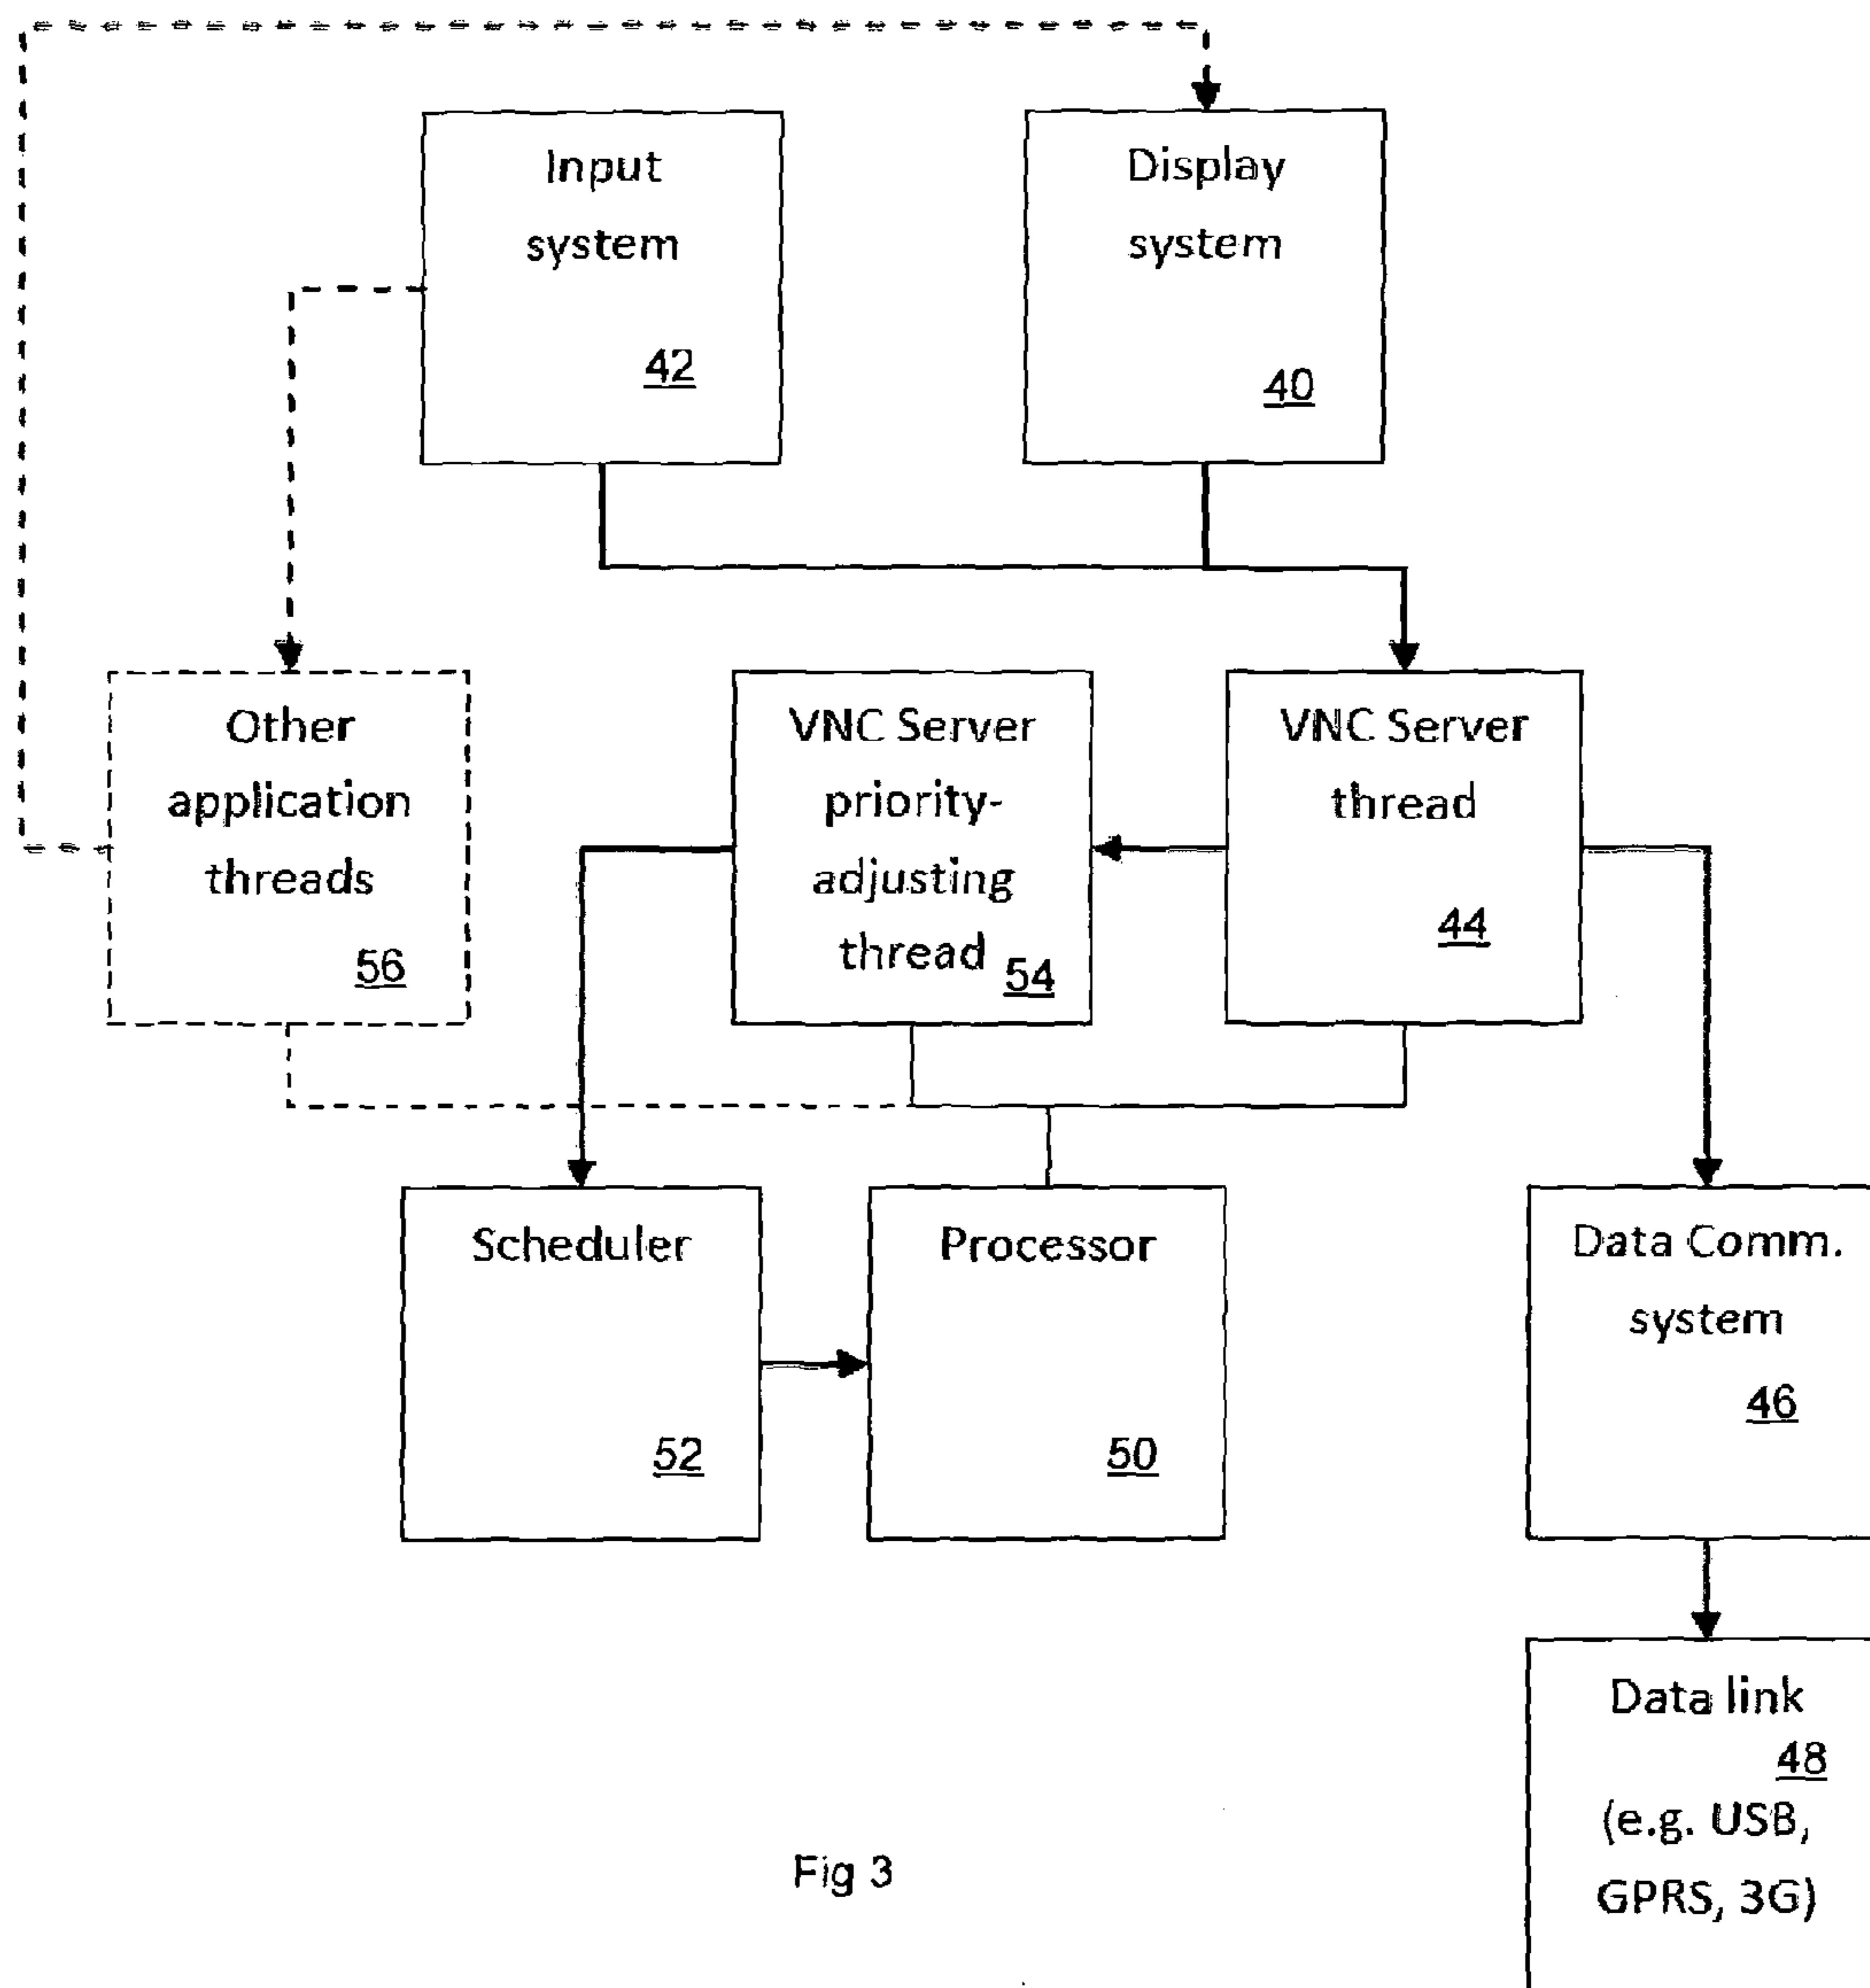 Input
system
42
Display
system
40
Other
application
threads
56
VNC Server
priority-
adjusting
thread
54
VNC Server
thread
44
Scheduler
52
Processor
50
Data Comm.
system
46
Data link
48
(e.g. USB,
GPRS, 3G)
Fig 3